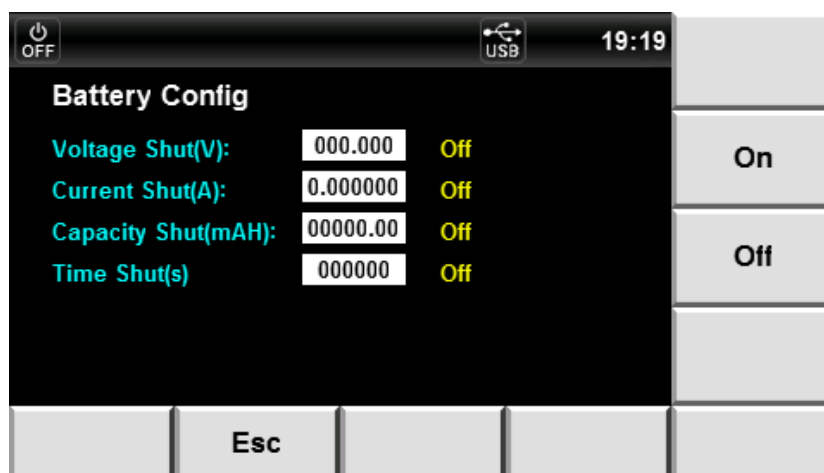 OFF USB 19:19
Battery Config
Voltage Shut(V): 000.000 Off
On
Current Shut(A): 0.000000 Off
Capacity Shut(mAH): 00000.00 Off
Off
Time Shut(s) 000000 Off
Esc